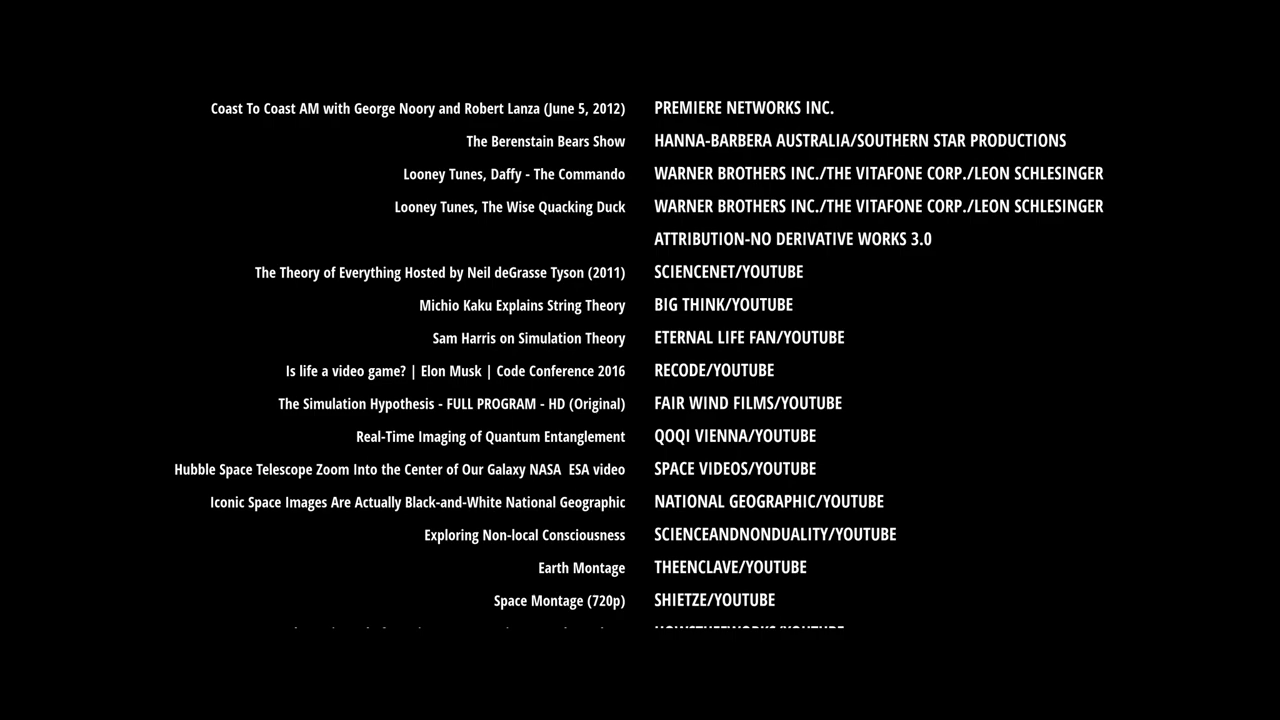 Coast To Coast AM with George Noory and Robert Lanza (June 5, 2012) PREMIERE NETWORKS INC.
The Berenstain Bears Show HANNA-BARBERA AUSTRALIA/SOUTHERN STAR PRODUCTIONS
Looney Tunes, Daffy - The Commando WARNER BROTHERS INC./THE VITAFONE CORP./LEON SCHLESINGER
Looney Tunes, The Wise Quacking Duck WARNER BROTHERS INC./THE VITAFONE CORP./LEON SCHLESINGER
ATTRIBUTION-NO DERIVATIVE WORKS 3.0
The Theory of Everything Hosted by Neil deGrasse Tyson (2011) SCIENCENET/YOUTUBE
Michio Kaku Explains String Theory BIG THINK/YOUTUBE
Sam Harris on Simulation Theory ETERNAL LIFE FAN/YOUTUBE
Is life a video game? | Elon Musk | Code Conference 2016 RECODE/YOUTUBE
The Simulation Hypothesis - FULL PROGRAM - HD (Original) FAIR WIND FILMS/YOUTUBE
Real-Time Imaging of Quantum Entanglement QOQI VIENNA/YOUTUBE
Hubble Space Telescope Zoom Into the Center of Our Galaxy NASA ESA video SPACE VIDEOS/YOUTUBE
Iconic Space Images Are Actually Black-and-White National Geographic NATIONAL GEOGRAPHIC/YOUTUBE
Exploring Non-local Consciousness SCIENCEANDNONDUALITY/YOUTUBE
Earth Montage THEENCLAVE/YOUTUBE
Space Montage (720p) SHIETZE/YOUTUBE